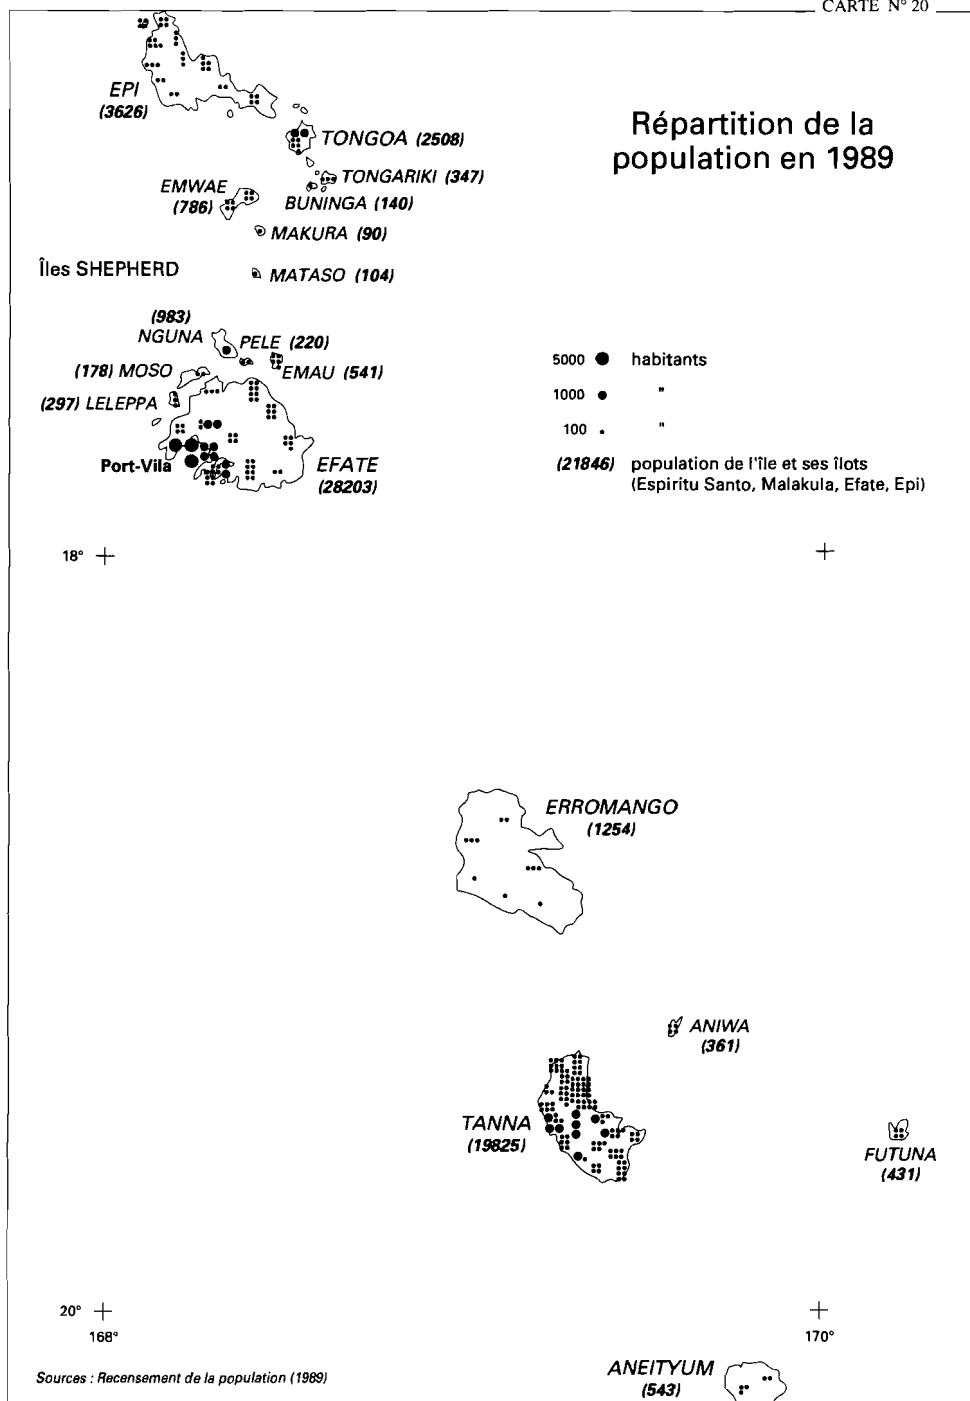 CARTE N° 20
Répartition de la
population en 1989
EPI
(3626)
TONGOA (2508)
TONGARIKI (347)
EMWAE
(786)
BUNINGA (140)
MAKURA (90)
Îles SHEPHERD
MATASO (104)
(983)
NGUNA
PELE (220)
(178) MOSO
EMAU (541)
(297) LELEPPA
Port-Vila
EFATE
(28203)
5000 habitants
1000 "
100 "
(21846) population de l'île et ses îlots
(Espiritu Santo, Malakula, Efate, Epi)
18°
ERROMANGO
(1254)
ANIWA
(361)
TANNA
(19825)
FUTUNA
(431)
20°
168°
170°
ANEITYUM
(543)
Sources : Recensement de la population (1989)